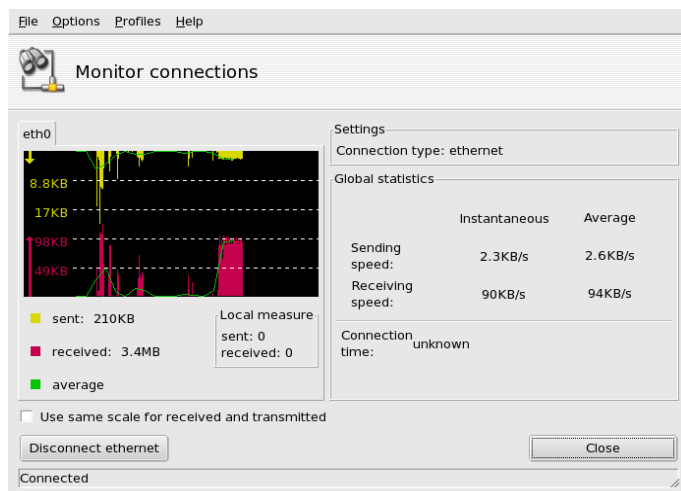 File Options Profiles Help
Monitor connections
eth0
8.8KB
17KB
98KB
49KB
sent: 210KB
received: 3.4MB
average
Local measure
sent: 0
received: 0
Settings
Connection type: ethernet
Global statistics
Instantaneous Average
Sending speed: 2.3KB/s 2.6KB/s
Receiving speed: 90KB/s 94KB/s
Connection time: unknown
Use same scale for received and transmitted
Disconnect ethernet
Close
Connected